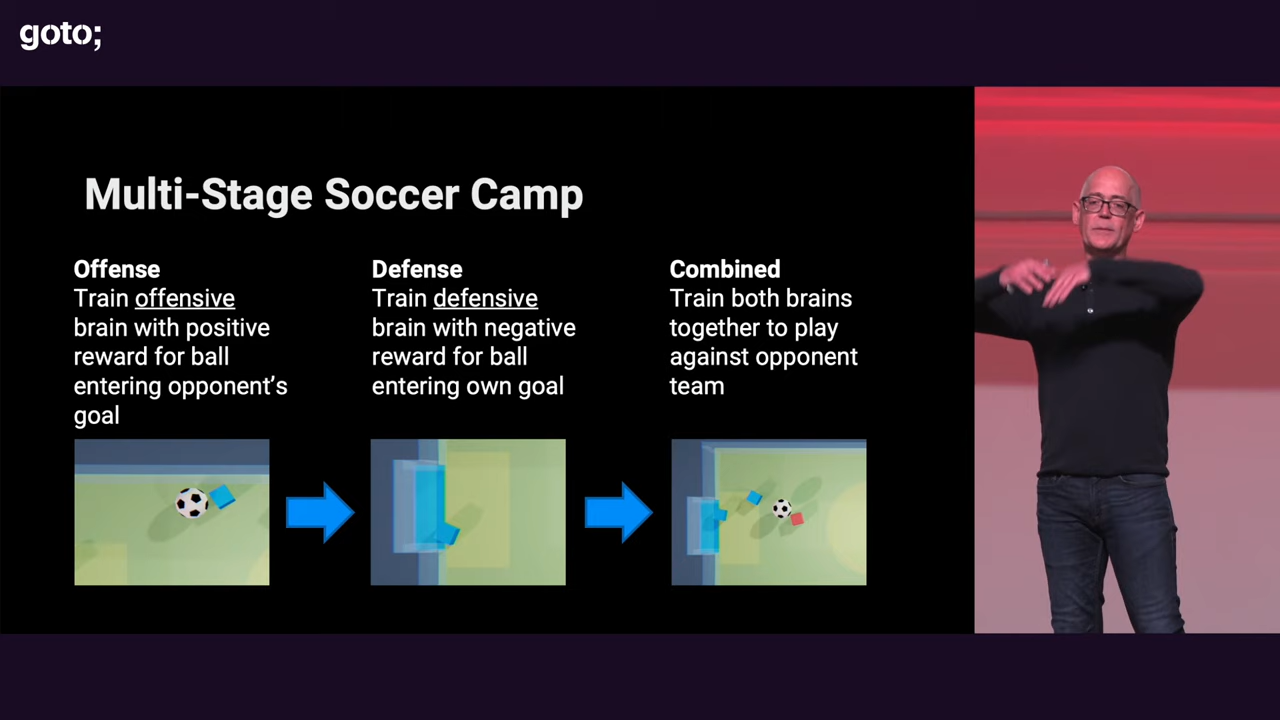 goto;
Multi-Stage Soccer Camp
Offense
Train offensive
brain with positive
reward for ball
entering opponent's
goal
Defense
Train defensive
brain with negative
reward for ball
entering own goal
Combined
Train both brains
together to play
against opponent
team